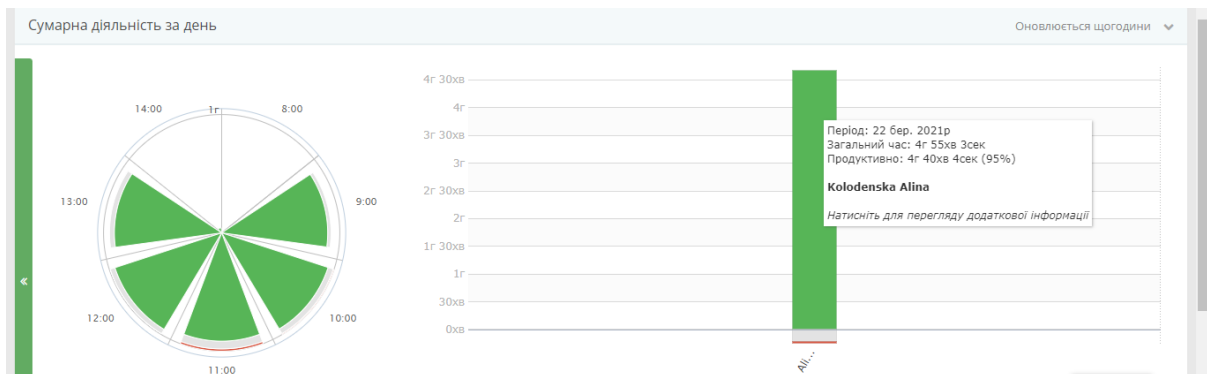 Сумарна діяльність за день
Оновлюється щогодини
14:00
1г
8:00
13:00
9:00
12:00
10:00
11:00
4г 30хв
4г
3г 30хв
3г
2г 30хв
2г
1г 30хв
1г
30хв
0хв
Період: 22 бер. 2021р
Загальний час: 4г 55хв 3сек
Продуктивно: 4г 40хв 4сек (95%)
Kolodenska Alina
Натисніть для перегляду додаткової інформації
Ali...